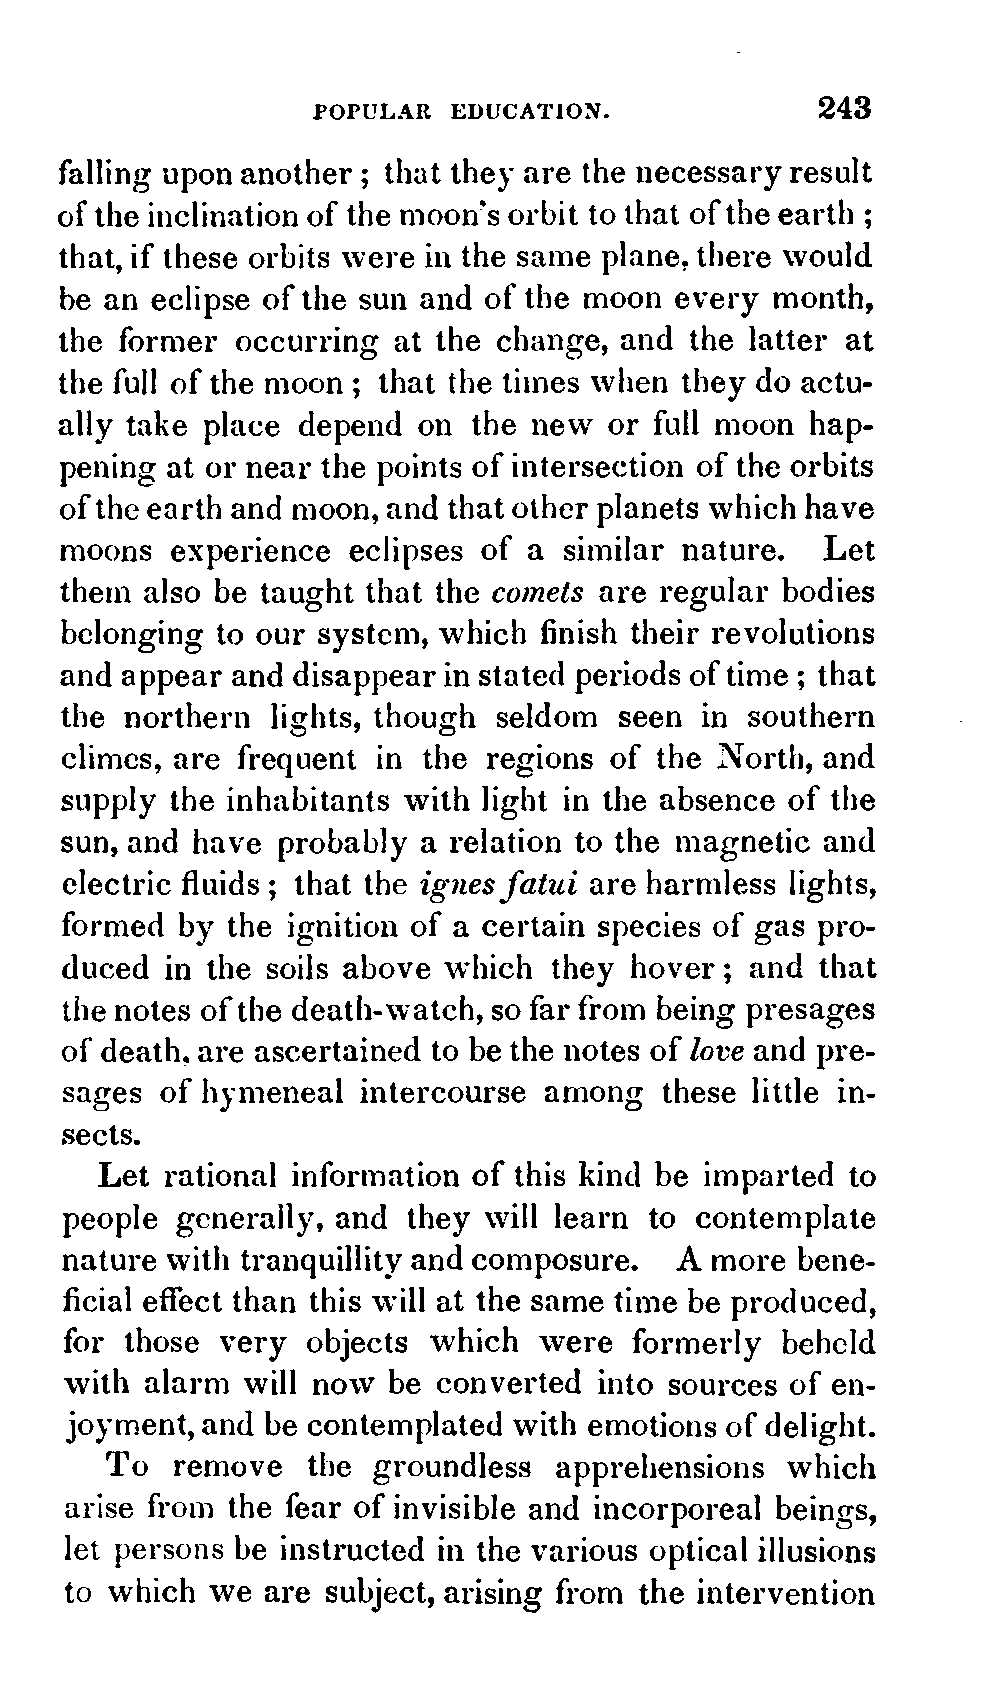 POPULAR EDUCATION. 243
falling upon another ; that they are the necessary result
of the inclination of the moon's orbit to that of the earth ;
that, if these orbits were in the same plane, there would
be an eclipse of the sun and of the moon every month,
the former occurring at the change, and the latter at
the full of the moon ; that the times when they do actu-
ally take place depend on the new or full moon hap-
pening at or near the points of intersection of the orbits
of the earth and moon, and that other planets which have
moons experience eclipses of a similar nature. Let
them also be taught that the comets are regular bodies
belonging to our system, which finish their revolutions
and appear and disappear in stated periods of time ; that
the northern lights, though seldom seen in southern
climes, are frequent in the regions of the North, and
supply the inhabitants with light in the absence of the
sun, and have probably a relation to the magnetic and
electric fluids ; that the ignes fatui are harmless lights,
formed by the ignition of a certain species of gas pro-
duced in the soils above which they hover ; and that
the notes of the death-watch, so far from being presages
of death, are ascertained to be the notes of love and pre-
sages of hymeneal intercourse among these little in-
sects.
Let rational information of this kind be imparted to
people generally, and they will learn to contemplate
nature with tranquillity and composure. A more bene-
ficial effect than this will at the same time be produced,
for those very objects which were formerly beheld
with alarm will now be converted into sources of en-
joyment, and be contemplated with emotions of delight.
To remove the groundless apprehensions which
arise from the fear of invisible and incorporeal beings,
let persons be instructed in the various optical illusions
to which we are subject, arising from the intervention